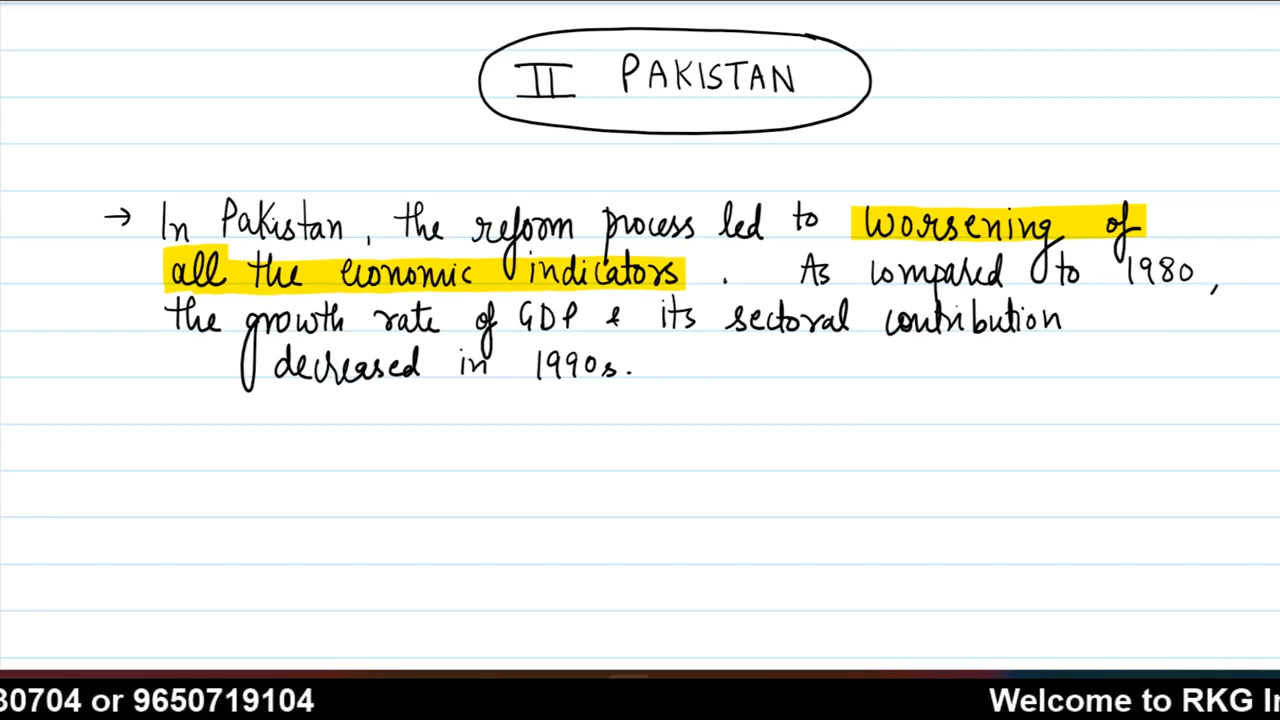 II PAKISTAN
→ In Pakistan, the reform process led to worsening of
all the economic indicators. As compared to 1980,
the growth rate of GDP & its sectoral contribution
decreased in 1990s.
30704 or 9650719104
Welcome to RKG In